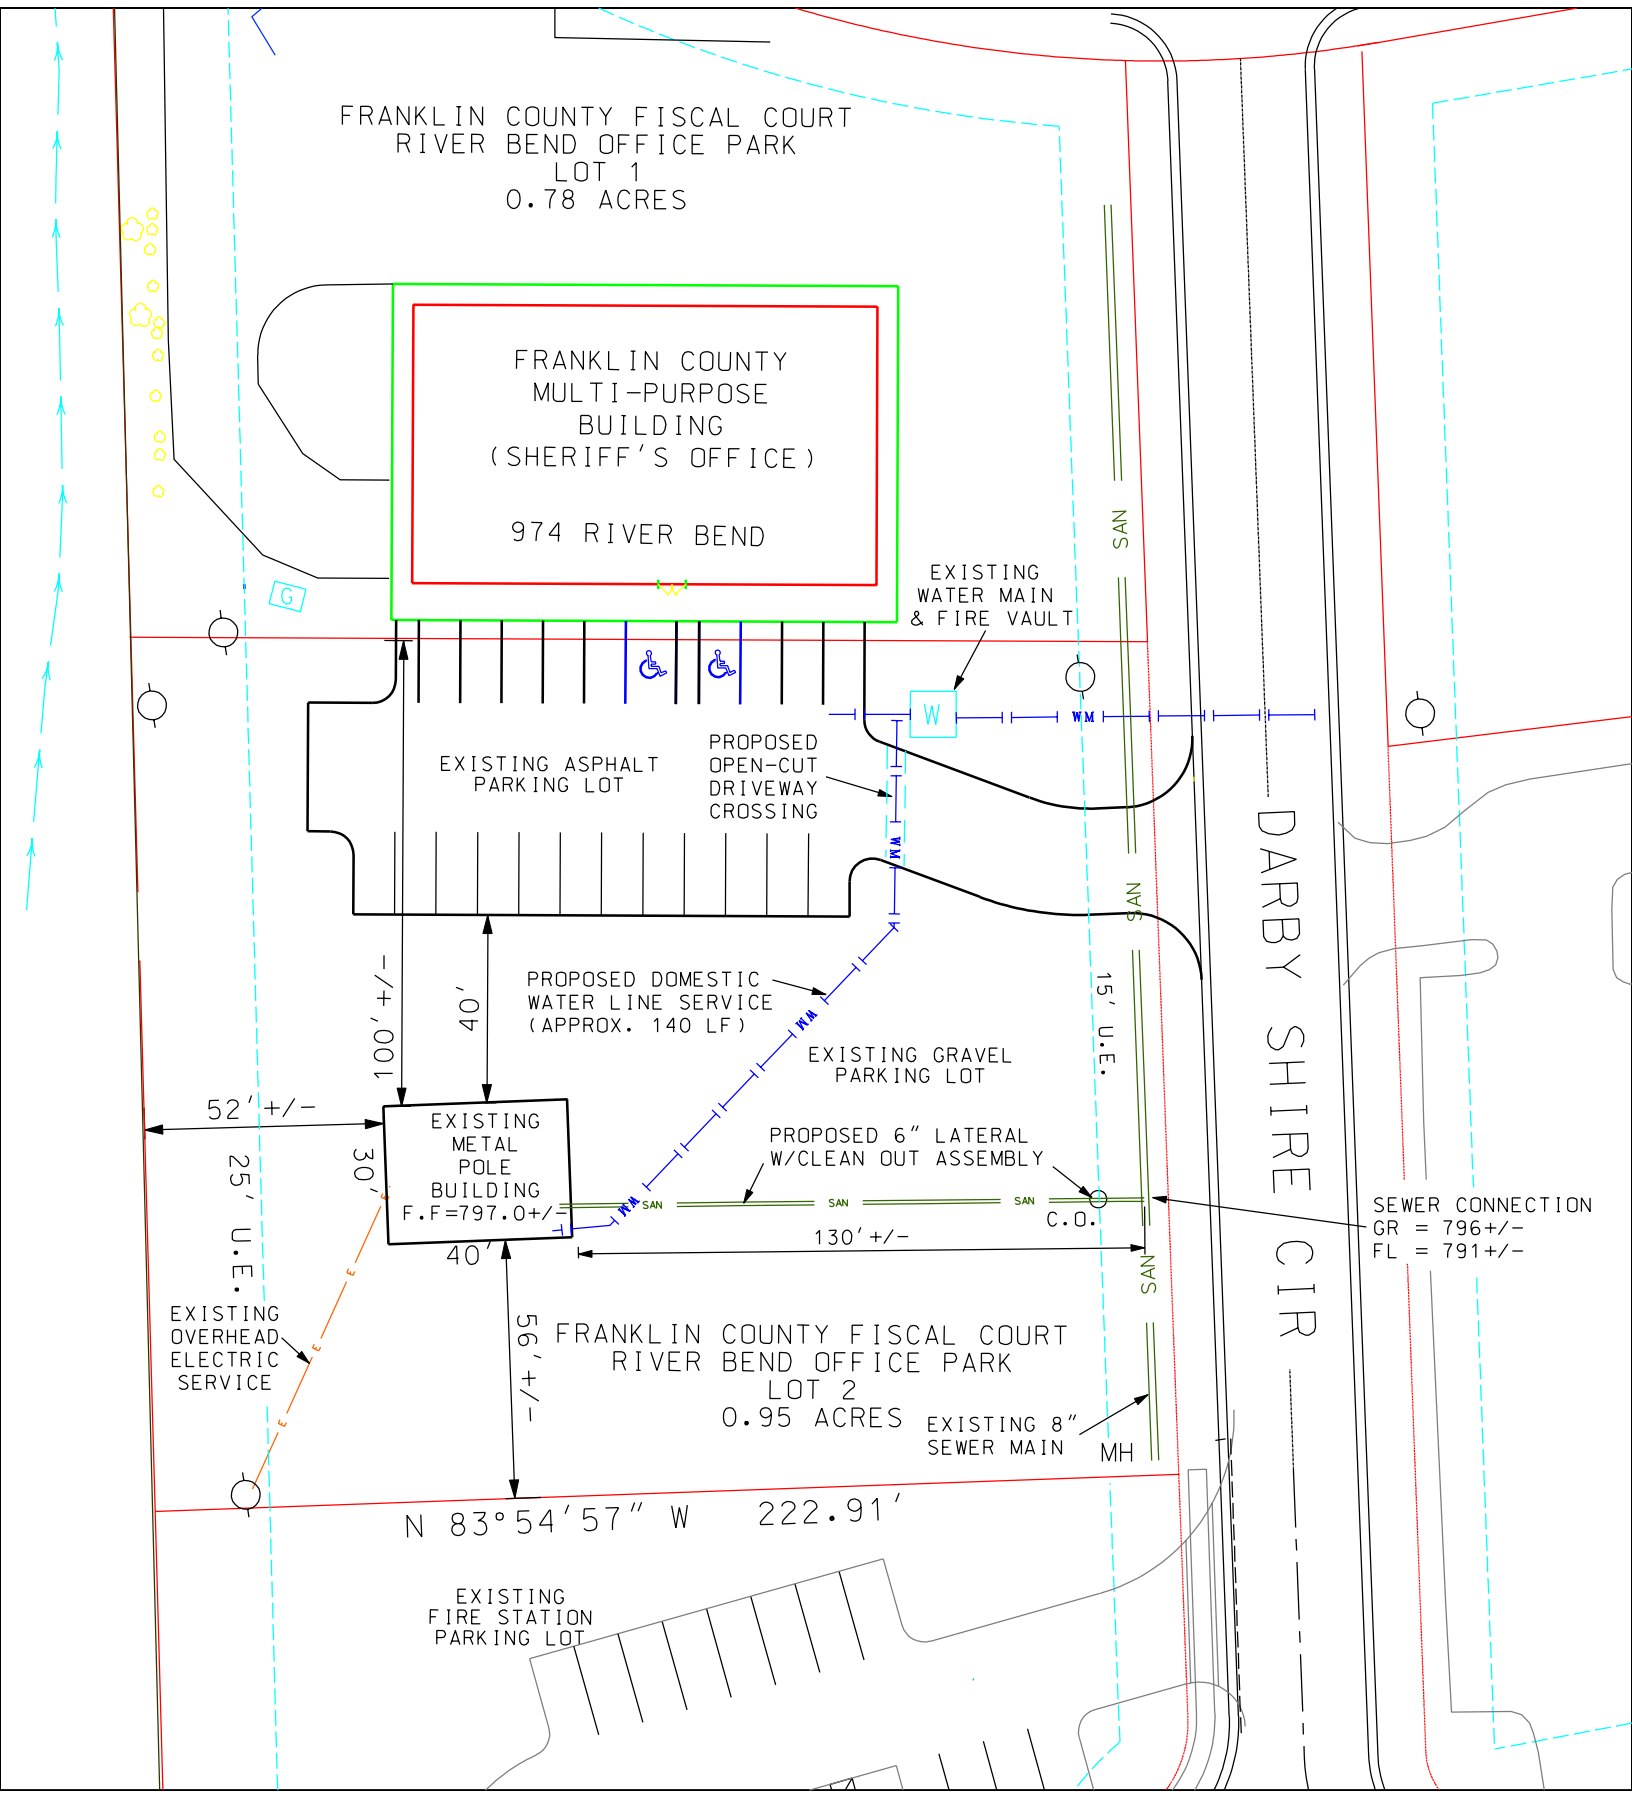 FRANKLIN COUNTY FISCAL COURT
RIVER BEND OFFICE PARK
LOT 1
0.78 ACRES
FRANKLIN COUNTY
MULTI-PURPOSE
BUILDING
(SHERIFF'S OFFICE)
974 RIVER BEND
G
SAN
EXISTING
WATER MAIN
& FIRE VAULT
W
WM
EXISTING ASPHALT
PARKING LOT
PROPOSED
OPEN-CUT
DRIVEWAY
CROSSING
WM
SAN
DARBY SHIRE CIR
100'+/-
40'
PROPOSED DOMESTIC
WATER LINE SERVICE
(APPROX. 140 LF)
WM
15' U.E.
EXISTING GRAVEL
PARKING LOT
52'+/-
EXISTING
METAL
POLE
BUILDING
F.F=797.0+/-
30'
40'
25' U.E.
PROPOSED 6" LATERAL
W/CLEAN OUT ASSEMBLY
WM
SAN
SAN
SAN
C.O.
130'+/-
SEWER CONNECTION
GR = 796+/-
FL = 791+/-
SAN
E
E
E
EXISTING
OVERHEAD
ELECTRIC
SERVICE
56'+/-
FRANKLIN COUNTY FISCAL COURT
RIVER BEND OFFICE PARK
LOT 2
0.95 ACRES
EXISTING 8"
SEWER MAIN
MH
N 83°54'57" W 222.91'
EXISTING
FIRE STATION
PARKING LOT